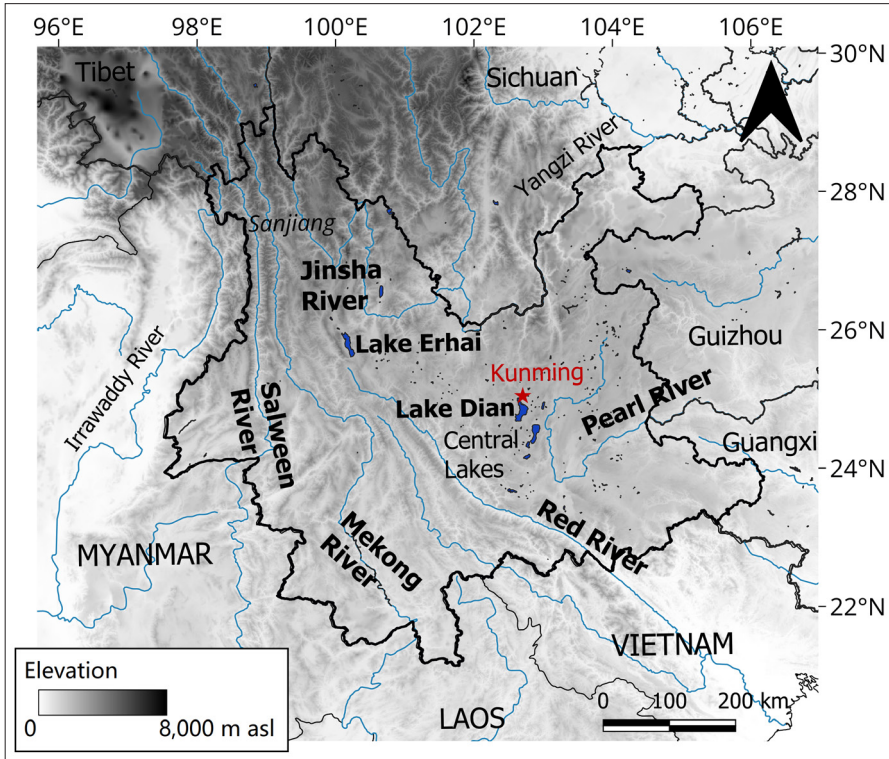 96°E 98°E 100°E 102°E 104°E 106°E
30°N
Tibet
Sichuan
Yangzi River
28°N
Sanjiang
Jinsha
River
26°N
Lake Erhai
Guizhou
Irrawaddy River
Kunming
Salween
River
Lake Dian
Pearl River
Central
Lakes
Guangxi
24°N
Red River
Mekong
River
MYANMAR
22°N
VIETNAM
LAOS
Elevation
0 8,000 m asl
0 100 200 km